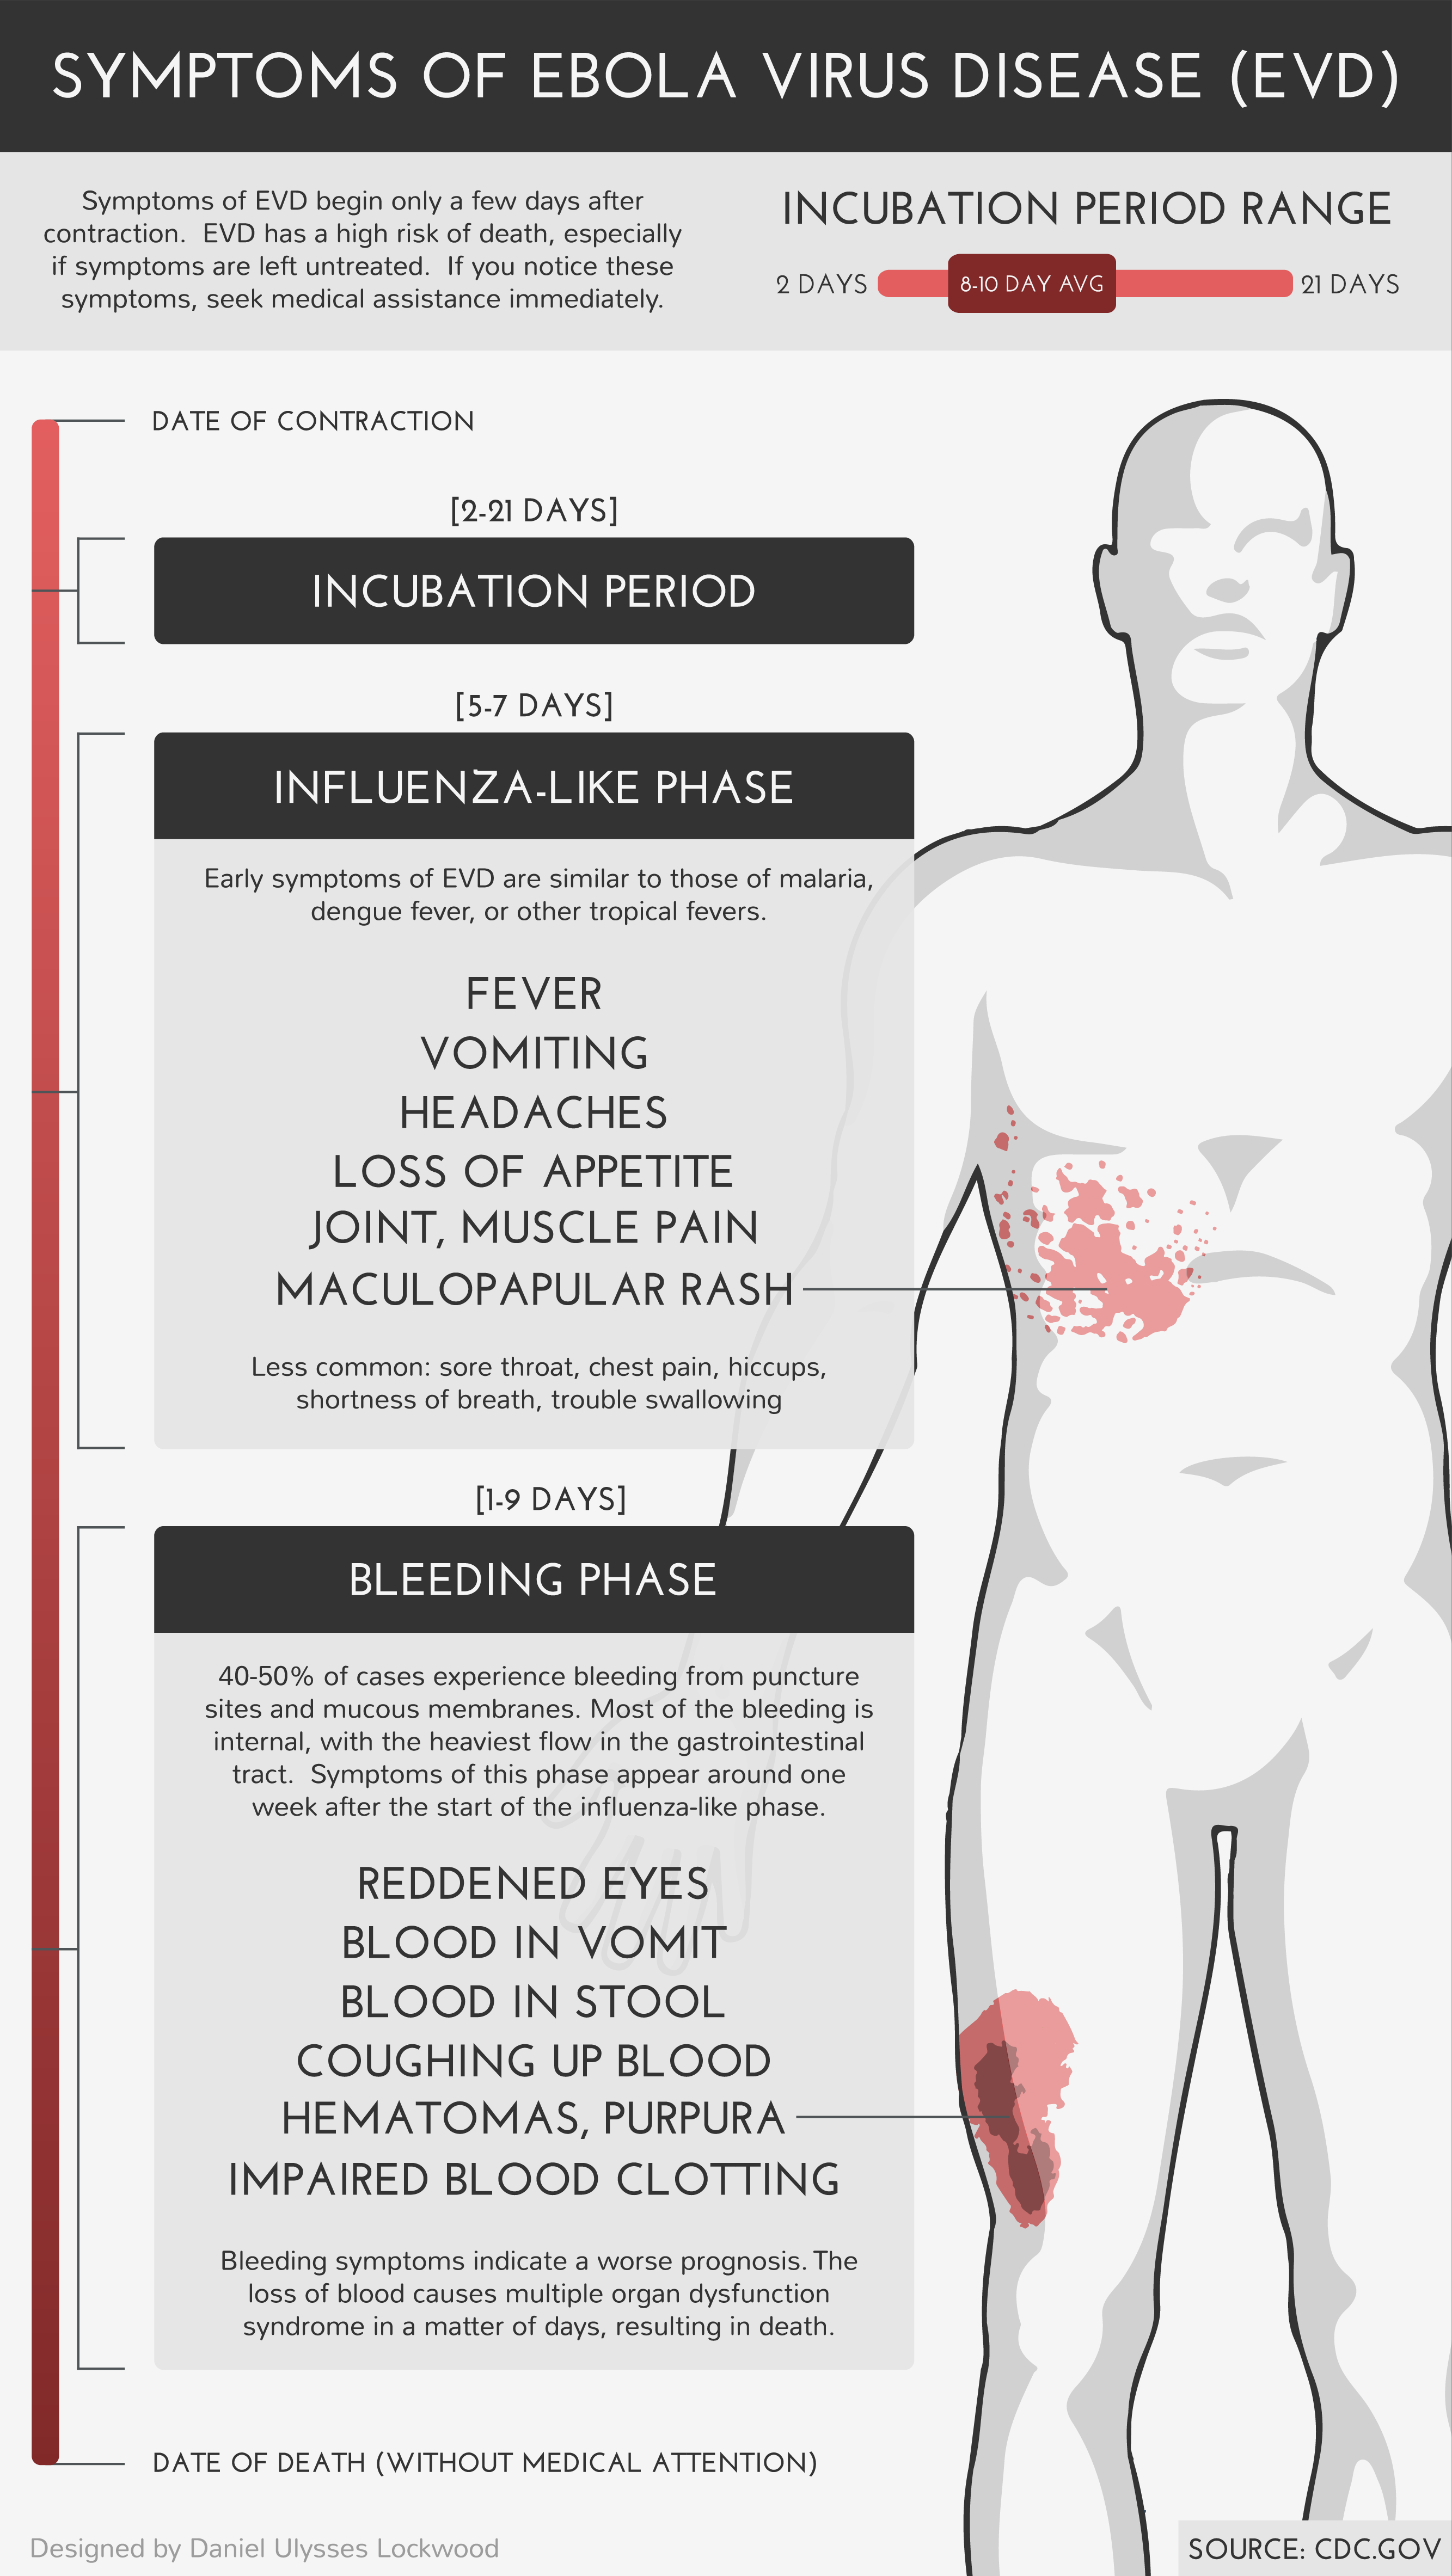 SYMPTOMS OF EBOLA VIRUS DISEASE (EVD)
Symptoms of EVD begin only a few days after
contraction.  EVD has a high risk of death, especially
if symptoms are left untreated.  If you notice these
symptoms, seek medical assistance immediately.
INCUBATION PERIOD RANGE
2 DAYS
8-10 DAY AVG
21 DAYS
DATE OF CONTRACTION
[2-21 DAYS]
INCUBATION PERIOD
[5-7 DAYS]
INFLUENZA-LIKE PHASE
Early symptoms of EVD are similar to those of malaria,
dengue fever, or other tropical fevers.
FEVER
VOMITING
HEADACHES
LOSS OF APPETITE
JOINT, MUSCLE PAIN
MACULOPAPULAR RASH
Less common: sore throat, chest pain, hiccups,
shortness of breath, trouble swallowing
[1-9 DAYS]
BLEEDING PHASE
40-50% of cases experience bleeding from puncture
sites and mucous membranes. Most of the bleeding is
internal, with the heaviest flow in the gastrointestinal
tract.  Symptoms of this phase appear around one
week after the start of the influenza-like phase.
REDDENED EYES
BLOOD IN VOMIT
BLOOD IN STOOL
COUGHING UP BLOOD
HEMATOMAS, PURPURA
IMPAIRED BLOOD CLOTTING
Bleeding symptoms indicate a worse prognosis. The
loss of blood causes multiple organ dysfunction
syndrome in a matter of days, resulting in death.
DATE OF DEATH (WITHOUT MEDICAL ATTENTION)
Designed by Daniel Ulysses Lockwood
SOURCE: CDC.GOV